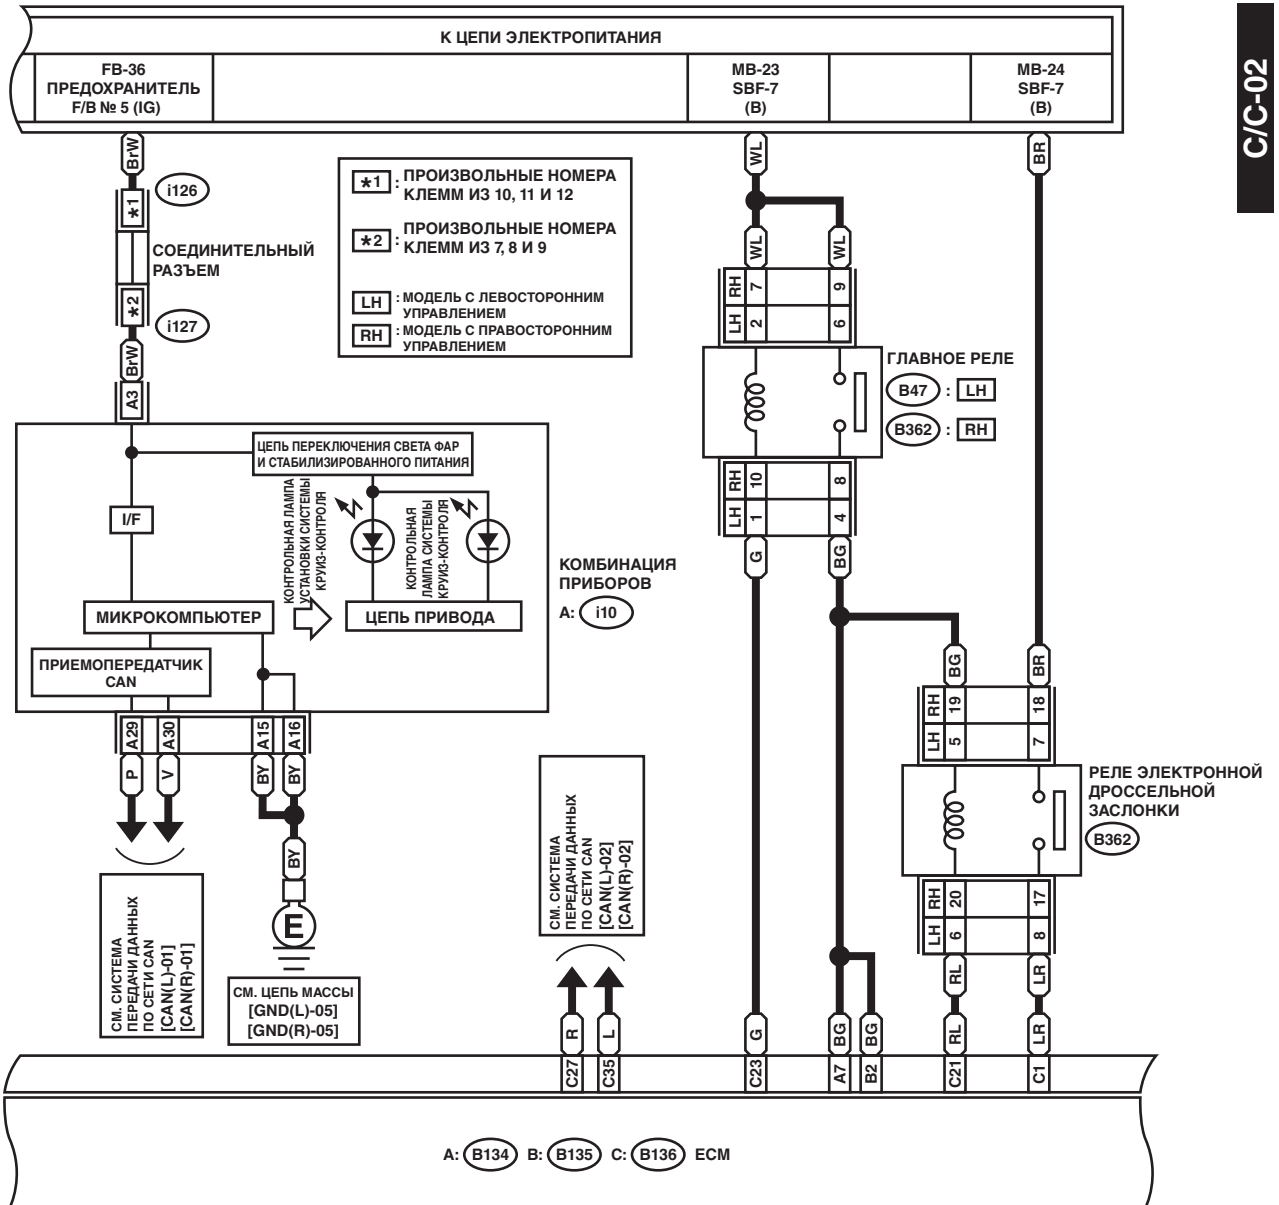 C/C-02
К ЦЕПИ ЭЛЕКТРОПИТАНИЯ
FB-36
ПРЕДОХРАНИТЕЛЬ
F/B № 5 (IG)
MB-23
SBF-7
(B)
MB-24
SBF-7
(B)
BrW
WL
BR
*1
i126
СОЕДИНИТЕЛЬНЫЙ
РАЗЪЕМ
*2
i127
BrW
A3
*1 : ПРОИЗВОЛЬНЫЕ НОМЕРА
КЛЕММ ИЗ 10, 11 И 12
*2 : ПРОИЗВОЛЬНЫЕ НОМЕРА
КЛЕММ ИЗ 7, 8 И 9
LH : МОДЕЛЬ С ЛЕВОСТОРОННИМ
УПРАВЛЕНИЕМ
RH : МОДЕЛЬ С ПРАВОСТОРОННИМ
УПРАВЛЕНИЕМ
WL
WL
RH 7 9
LH 2 6
ГЛАВНОЕ РЕЛЕ
B47 : LH
B362 : RH
RH 10 8
LH 1 4
G
BG
ЦЕПЬ ПЕРЕКЛЮЧЕНИЯ СВЕТА ФАР
И СТАБИЛИЗИРОВАННОГО ПИТАНИЯ
I/F
КОНТРОЛЬНАЯ ЛАМПА
УСТАНОВКИ СИСТЕМЫ
КРУИЗ-КОНТРОЛЯ
КОНТРОЛЬНАЯ
ЛАМПА СИСТЕМЫ
КРУИЗ-КОНТРОЛЯ
МИКРОКОМПЬЮТЕР
ЦЕПЬ ПРИВОДА
ПРИЕМОПЕРЕДАТЧИК
CAN
КОМБИНАЦИЯ
ПРИБОРОВ
A: i10
A29
A30
A15
A16
P
V
BY
BY
BY
E
СМ. СИСТЕМА
ПЕРЕДАЧИ ДАННЫХ
ПО СЕТИ CAN
[CAN(L)-01]
[CAN(R)-01]
СМ. ЦЕПЬ МАССЫ
[GND(L)-05]
[GND(R)-05]
СМ. СИСТЕМА
ПЕРЕДАЧИ ДАННЫХ
ПО СЕТИ CAN
[CAN(L)-02]
[CAN(R)-02]
BG
BR
RH 19 18
LH 5 7
РЕЛЕ ЭЛЕКТРОННОЙ
ДРОССЕЛЬНОЙ
ЗАСЛОНКИ
B362
RH 20 17
LH 6 8
RL
LR
R
L
G
BG
BG
RL
LR
C27
C35
C23
A7
B2
C21
C1
A: B134 B: B135 C: B136 ECM